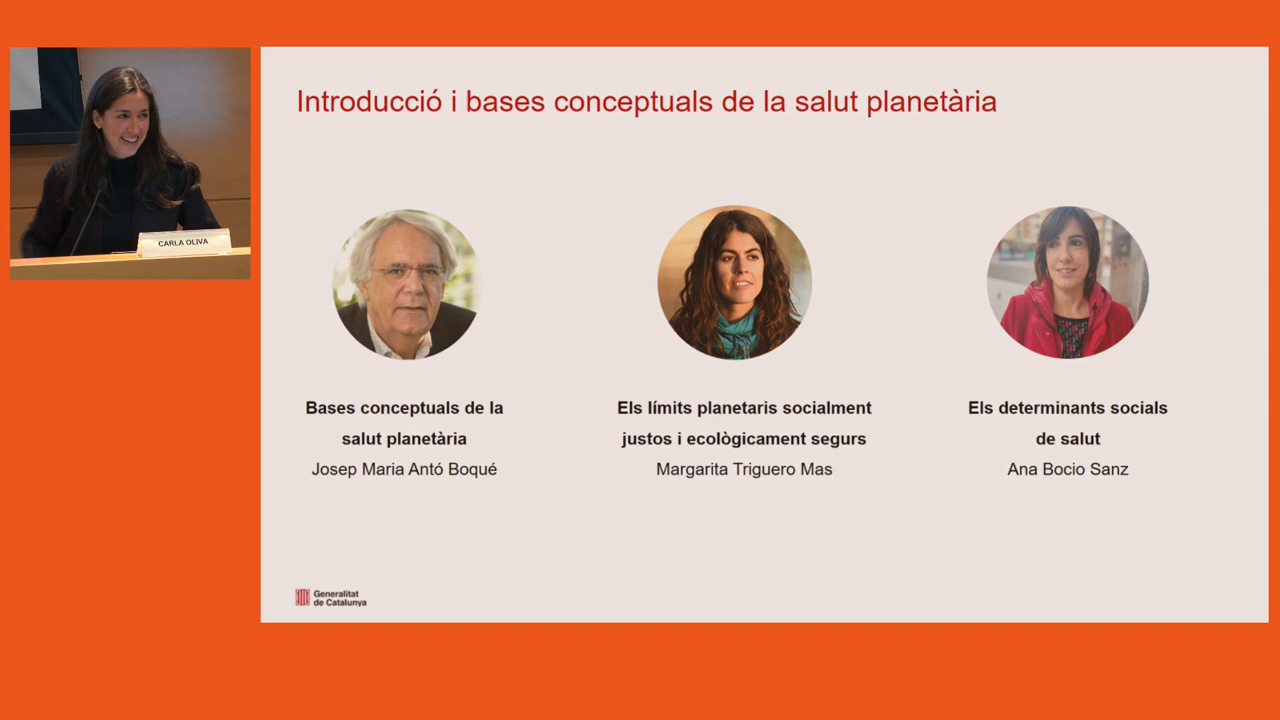 Introducció i bases conceptuals de la salut planetària
CARLA OLIVA
Bases conceptuals de la
salut planetària
Josep Maria Antó Boqué
Els límits planetaris socialment
justos i ecològicament segurs
Margarita Triguero Mas
Els determinants socials
de salut
Ana Bocio Sanz
Generalitat
de Catalunya